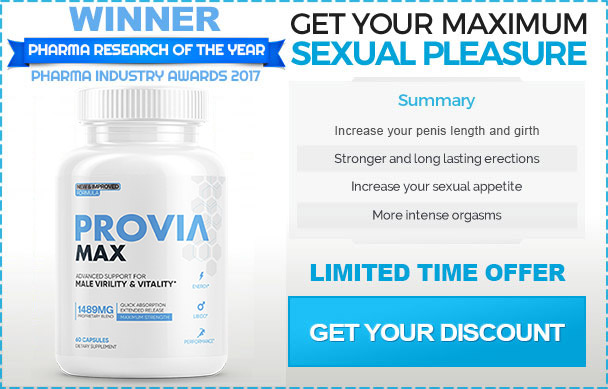 WINNER
PHARMA RESEARCH OF THE YEAR
PHARMA INDUSTRY AWARDS 2017
GET YOUR MAXIMUM
SEXUAL PLEASURE
Summary
Increase your penis length and girth
Stronger and long lasting erections
Increase your sexual appetite
More intense orgasms
LIMITED TIME OFFER
GET YOUR DISCOUNT
NEW & IMPROVED
FORMULA
PROVIA
MAX
ADVANCED SUPPORT FOR
MALE VIRILITY & VITALITY*
1489MG
PROPRIETARY BLEND
QUICK ABSORPTION
EXTENDED RELEASE
MAXIMUM STRENGTH
60 CAPSULES
DIETARY SUPPLEMENT
ENERGY*
LIBIDO*
PERFORMANCE*